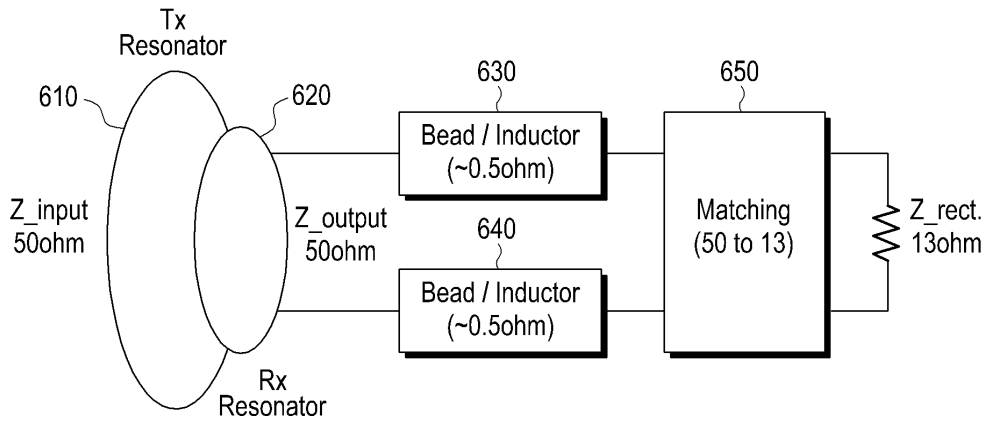 Tx
Resonator
610
620
630
650
Bead / Inductor
(~0.5ohm)
Z_input
50ohm
Z_output
50ohm
Matching
(50 to 13)
Z_rect.
13ohm
640
Bead / Inductor
(~0.5ohm)
Rx
Resonator